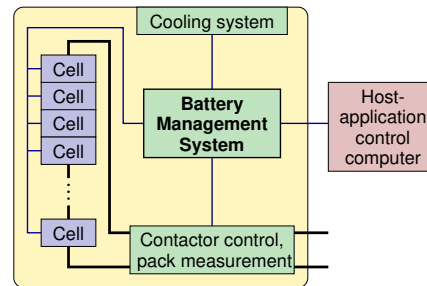 Cooling system
Cell
Cell
Cell
Cell
Cell
Battery
Management
System
Host-
application
control
computer
Contactor control,
pack measurement